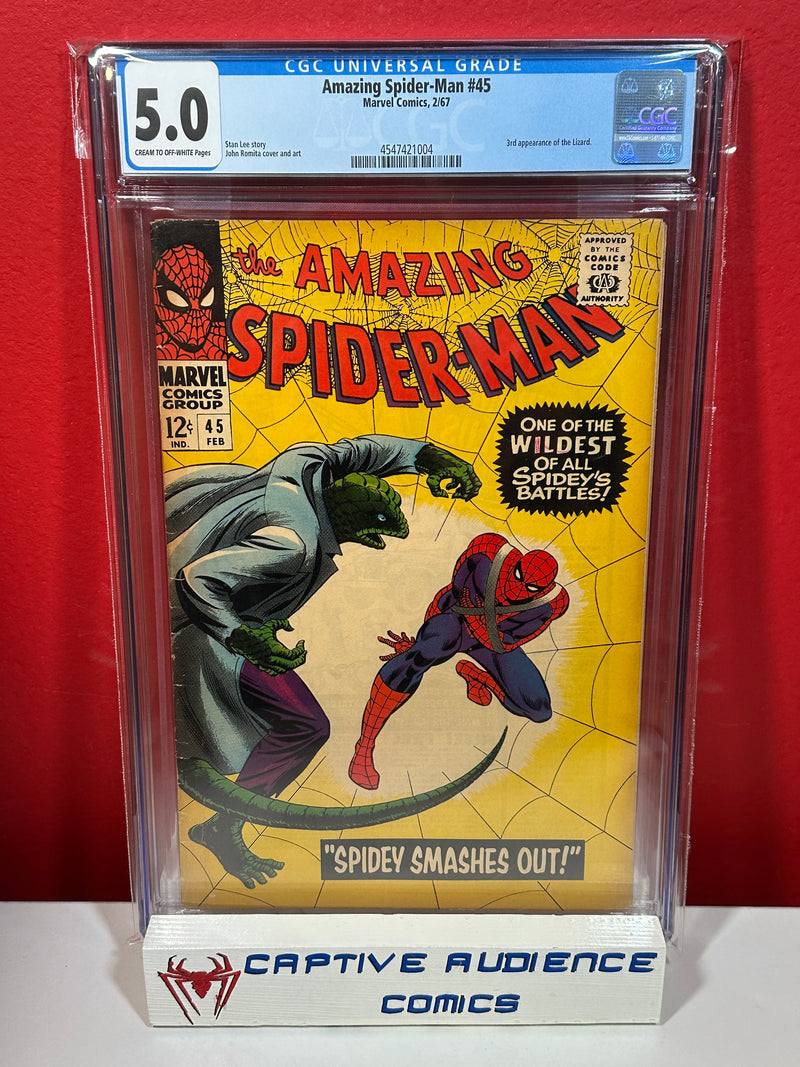 CGC UNIVERSAL GRADE
5.0
CREAM TO OFF-WHITE Pages
Amazing Spider-Man #45
Marvel Comics, 2/67
Stan Lee story
John Romita cover and art
4547421004
3rd appearance of the Lizard.
CGC
the AMAZING
SPIDER-MAN
APPROVED
BY THE
COMICS
CODE
AUTHORITY
MARVEL
COMICS
GROUP
12¢
IND.
45
FEB
ONE OF THE
WILDEST
OF ALL
SPIDEY'S
BATTLES!
"SPIDEY SMASHES OUT!"
CAPTIVE AUDIENCE
COMICS